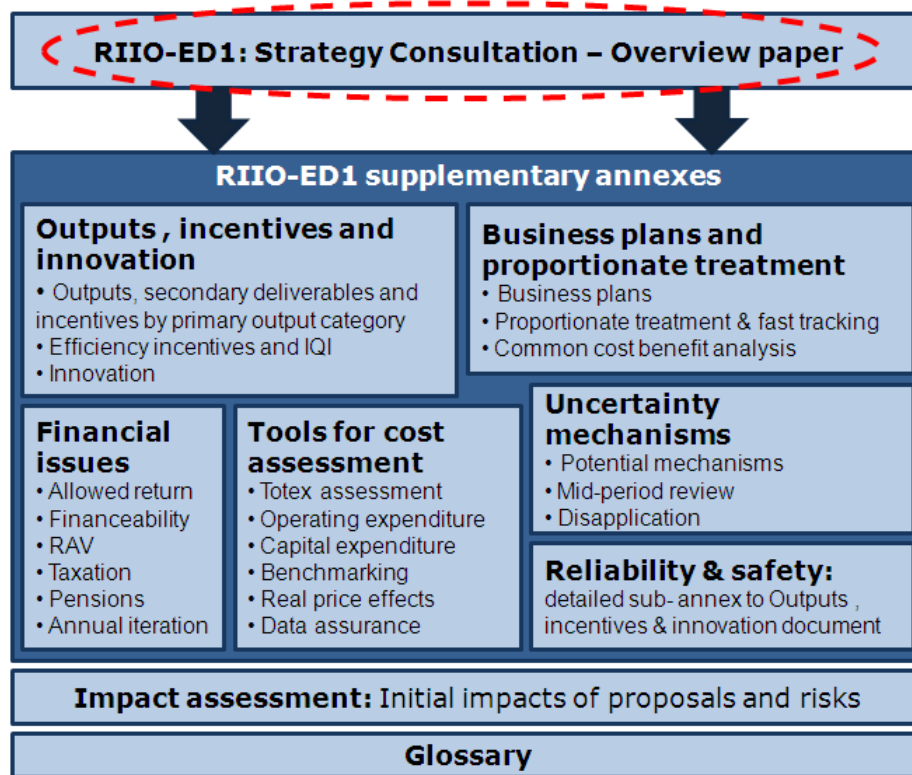 RIIO-ED1: Strategy Consultation – Overview paper
RIIO-ED1 supplementary annexes
Outputs , incentives and
innovation
• Outputs, secondary deliverables and
incentives by primary output category
• Efficiency incentives and IQI
• Innovation
Business plans and
proportionate treatment
• Business plans
• Proportionate treatment & fast tracking
• Common cost benefit analysis
Financial
issues
• Allowed return
• Financeability
• RAV
• Taxation
• Pensions
• Annual iteration
Tools for cost
assessment
• Totex assessment
• Operating expenditure
• Capital expenditure
• Benchmarking
• Real price effects
• Data assurance
Uncertainty
mechanisms
• Potential mechanisms
• Mid-period review
• Disapplication
Reliability & safety:
detailed sub- annex to Outputs ,
incentives & innovation document
Impact assessment: Initial impacts of proposals and risks
Glossary